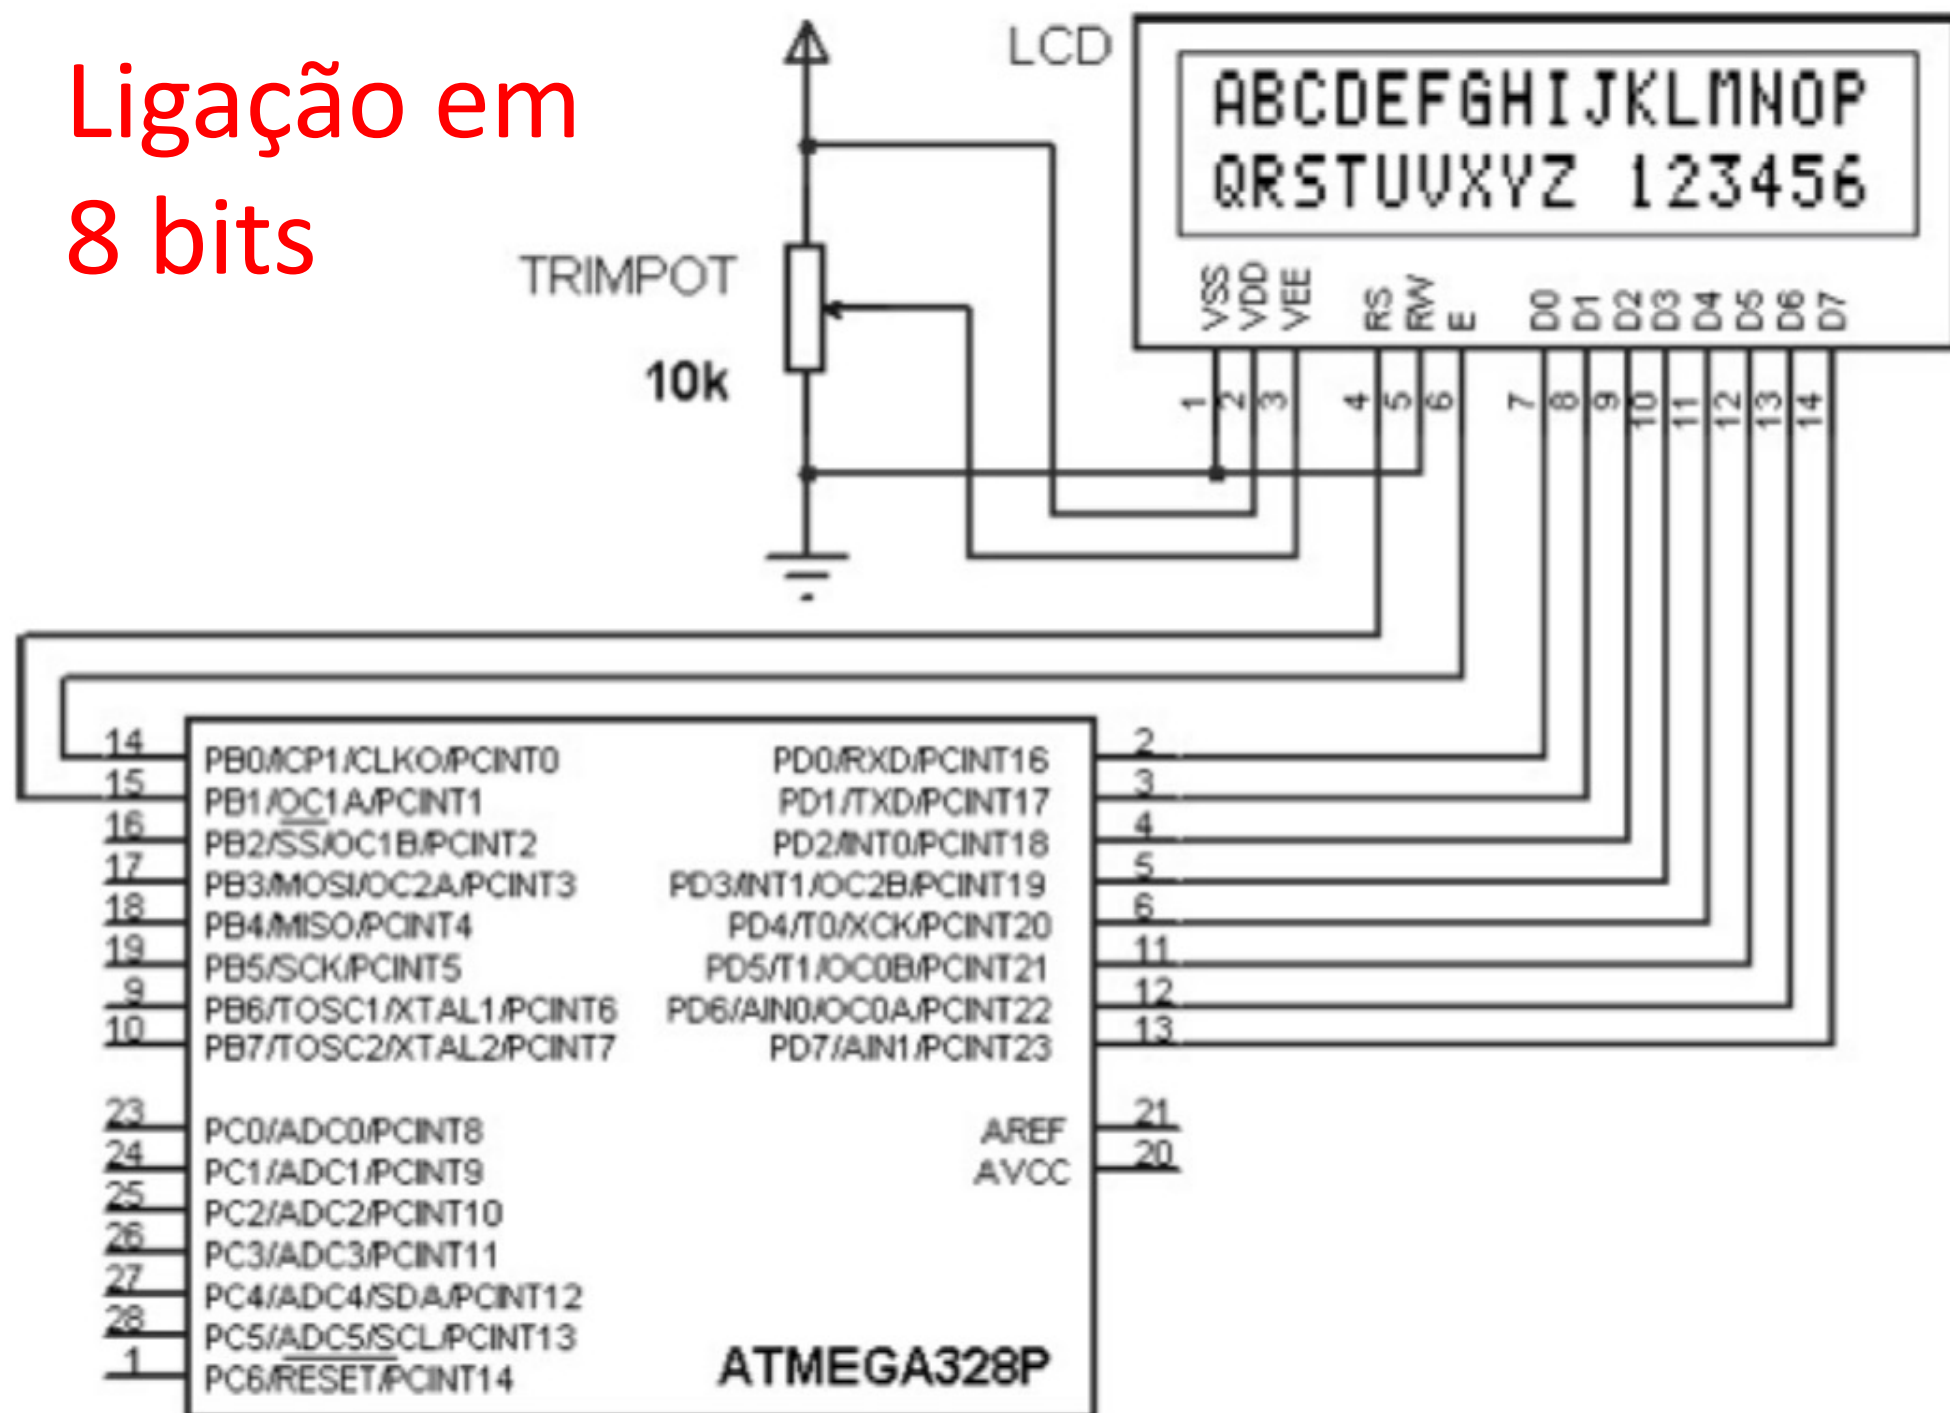 Ligação em
8 bits
LCD
ABCDEFGHIJKLMNOP
QRSTUVXYZ 123456
TRIMPOT
10k
VSS VDD VEE RS RW E D0 D1 D2 D3 D4 D5 D6 D7
1 2 3 4 5 6 7 8 9 10 11 12 13 14
14 PB0/ICP1/CLKO/PCINT0 PD0/RXD/PCINT16 2
15 PB1/OC1A/PCINT1 PD1/TXD/PCINT17 3
16 PB2/SS/OC1B/PCINT2 PD2/INT0/PCINT18 4
17 PB3/MOSI/OC2A/PCINT3 PD3/INT1/OC2B/PCINT19 5
18 PB4/MISO/PCINT4 PD4/T0/XCK/PCINT20 6
19 PB5/SCK/PCINT5 PD5/T1/OC0B/PCINT21 11
9 PB6/TOSC1/XTAL1/PCINT6 PD6/AIN0/OC0A/PCINT22 12
10 PB7/TOSC2/XTAL2/PCINT7 PD7/AIN1/PCINT23 13
23 PC0/ADC0/PCINT8 AREF 21
24 PC1/ADC1/PCINT9 AVCC 20
25 PC2/ADC2/PCINT10
26 PC3/ADC3/PCINT11
27 PC4/ADC4/SDA/PCINT12
28 PC5/ADC5/SCL/PCINT13
1 PC6/RESET/PCINT14
ATMEGA328P